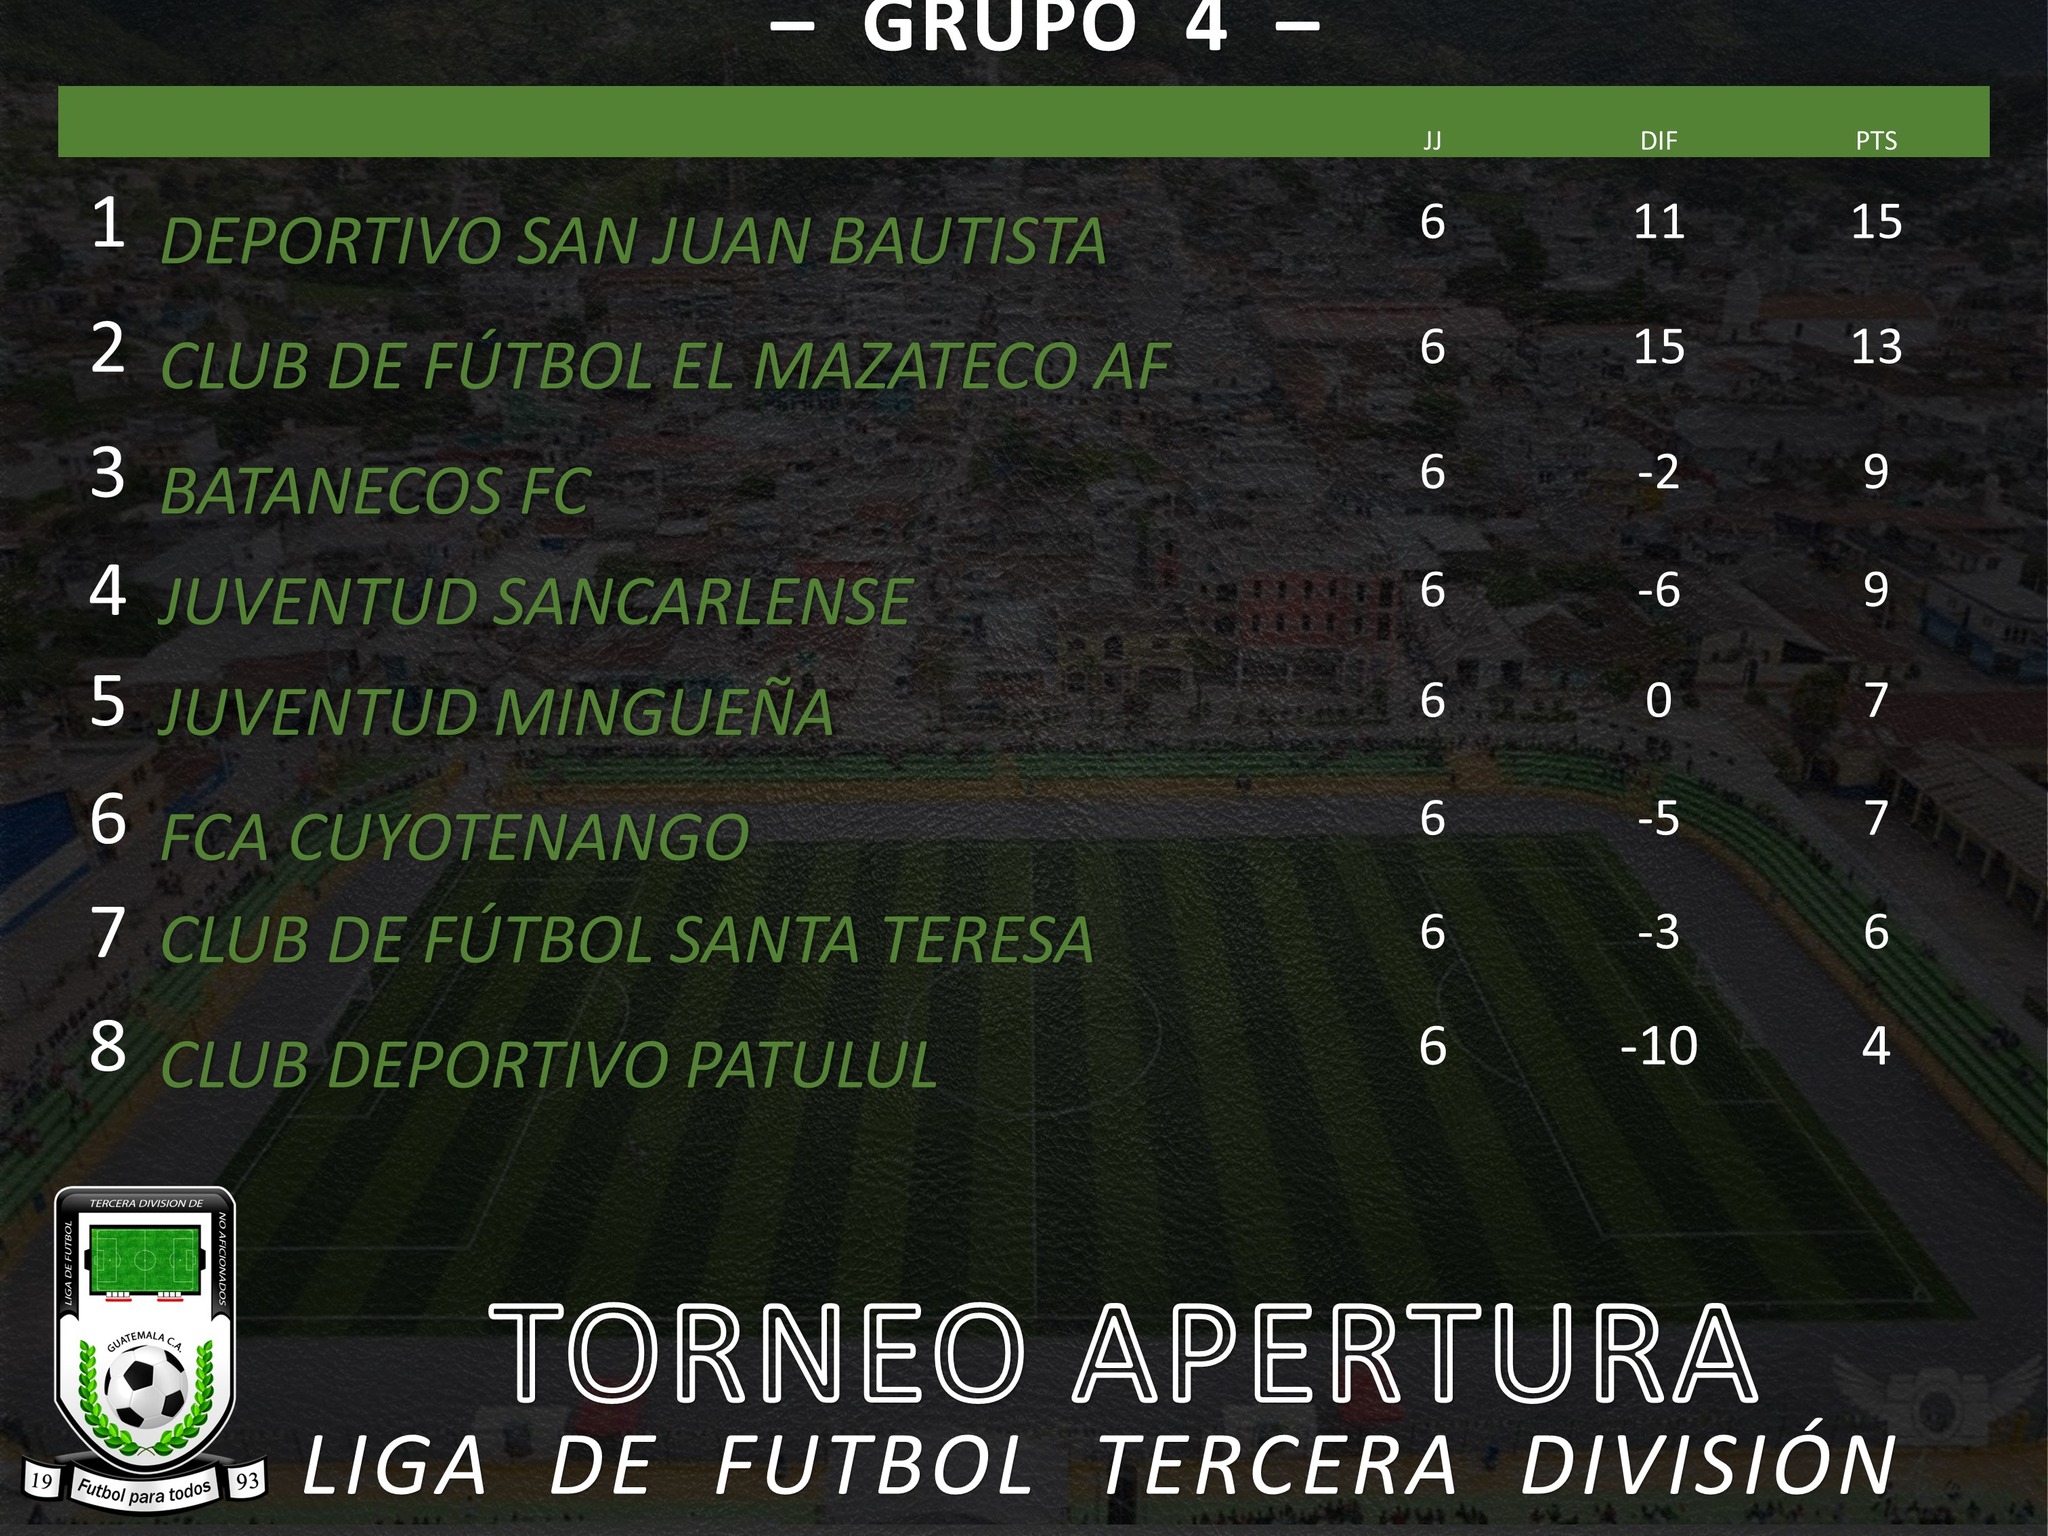 – GRUPO 4 –
JJ DIF PTS
1 DEPORTIVO SAN JUAN BAUTISTA 6 11 15
2 CLUB DE FÚTBOL EL MAZATECO AF 6 15 13
3 BATANECOS FC 6 -2 9
4 JUVENTUD SANCARLENSE 6 -6 9
5 JUVENTUD MINGUEÑA 6 0 7
6 FCA CUYOTENANGO 6 -5 7
7 CLUB DE FÚTBOL SANTA TERESA 6 -3 6
8 CLUB DEPORTIVO PATULUL 6 -10 4
LIGA DE FUTBOL
TERCERA DIVISION DE
NO AFICIONADOS
GUATEMALA C.A.
19 Futbol para todos 93
TORNEO APERTURA
LIGA DE FUTBOL TERCERA DIVISIÓN